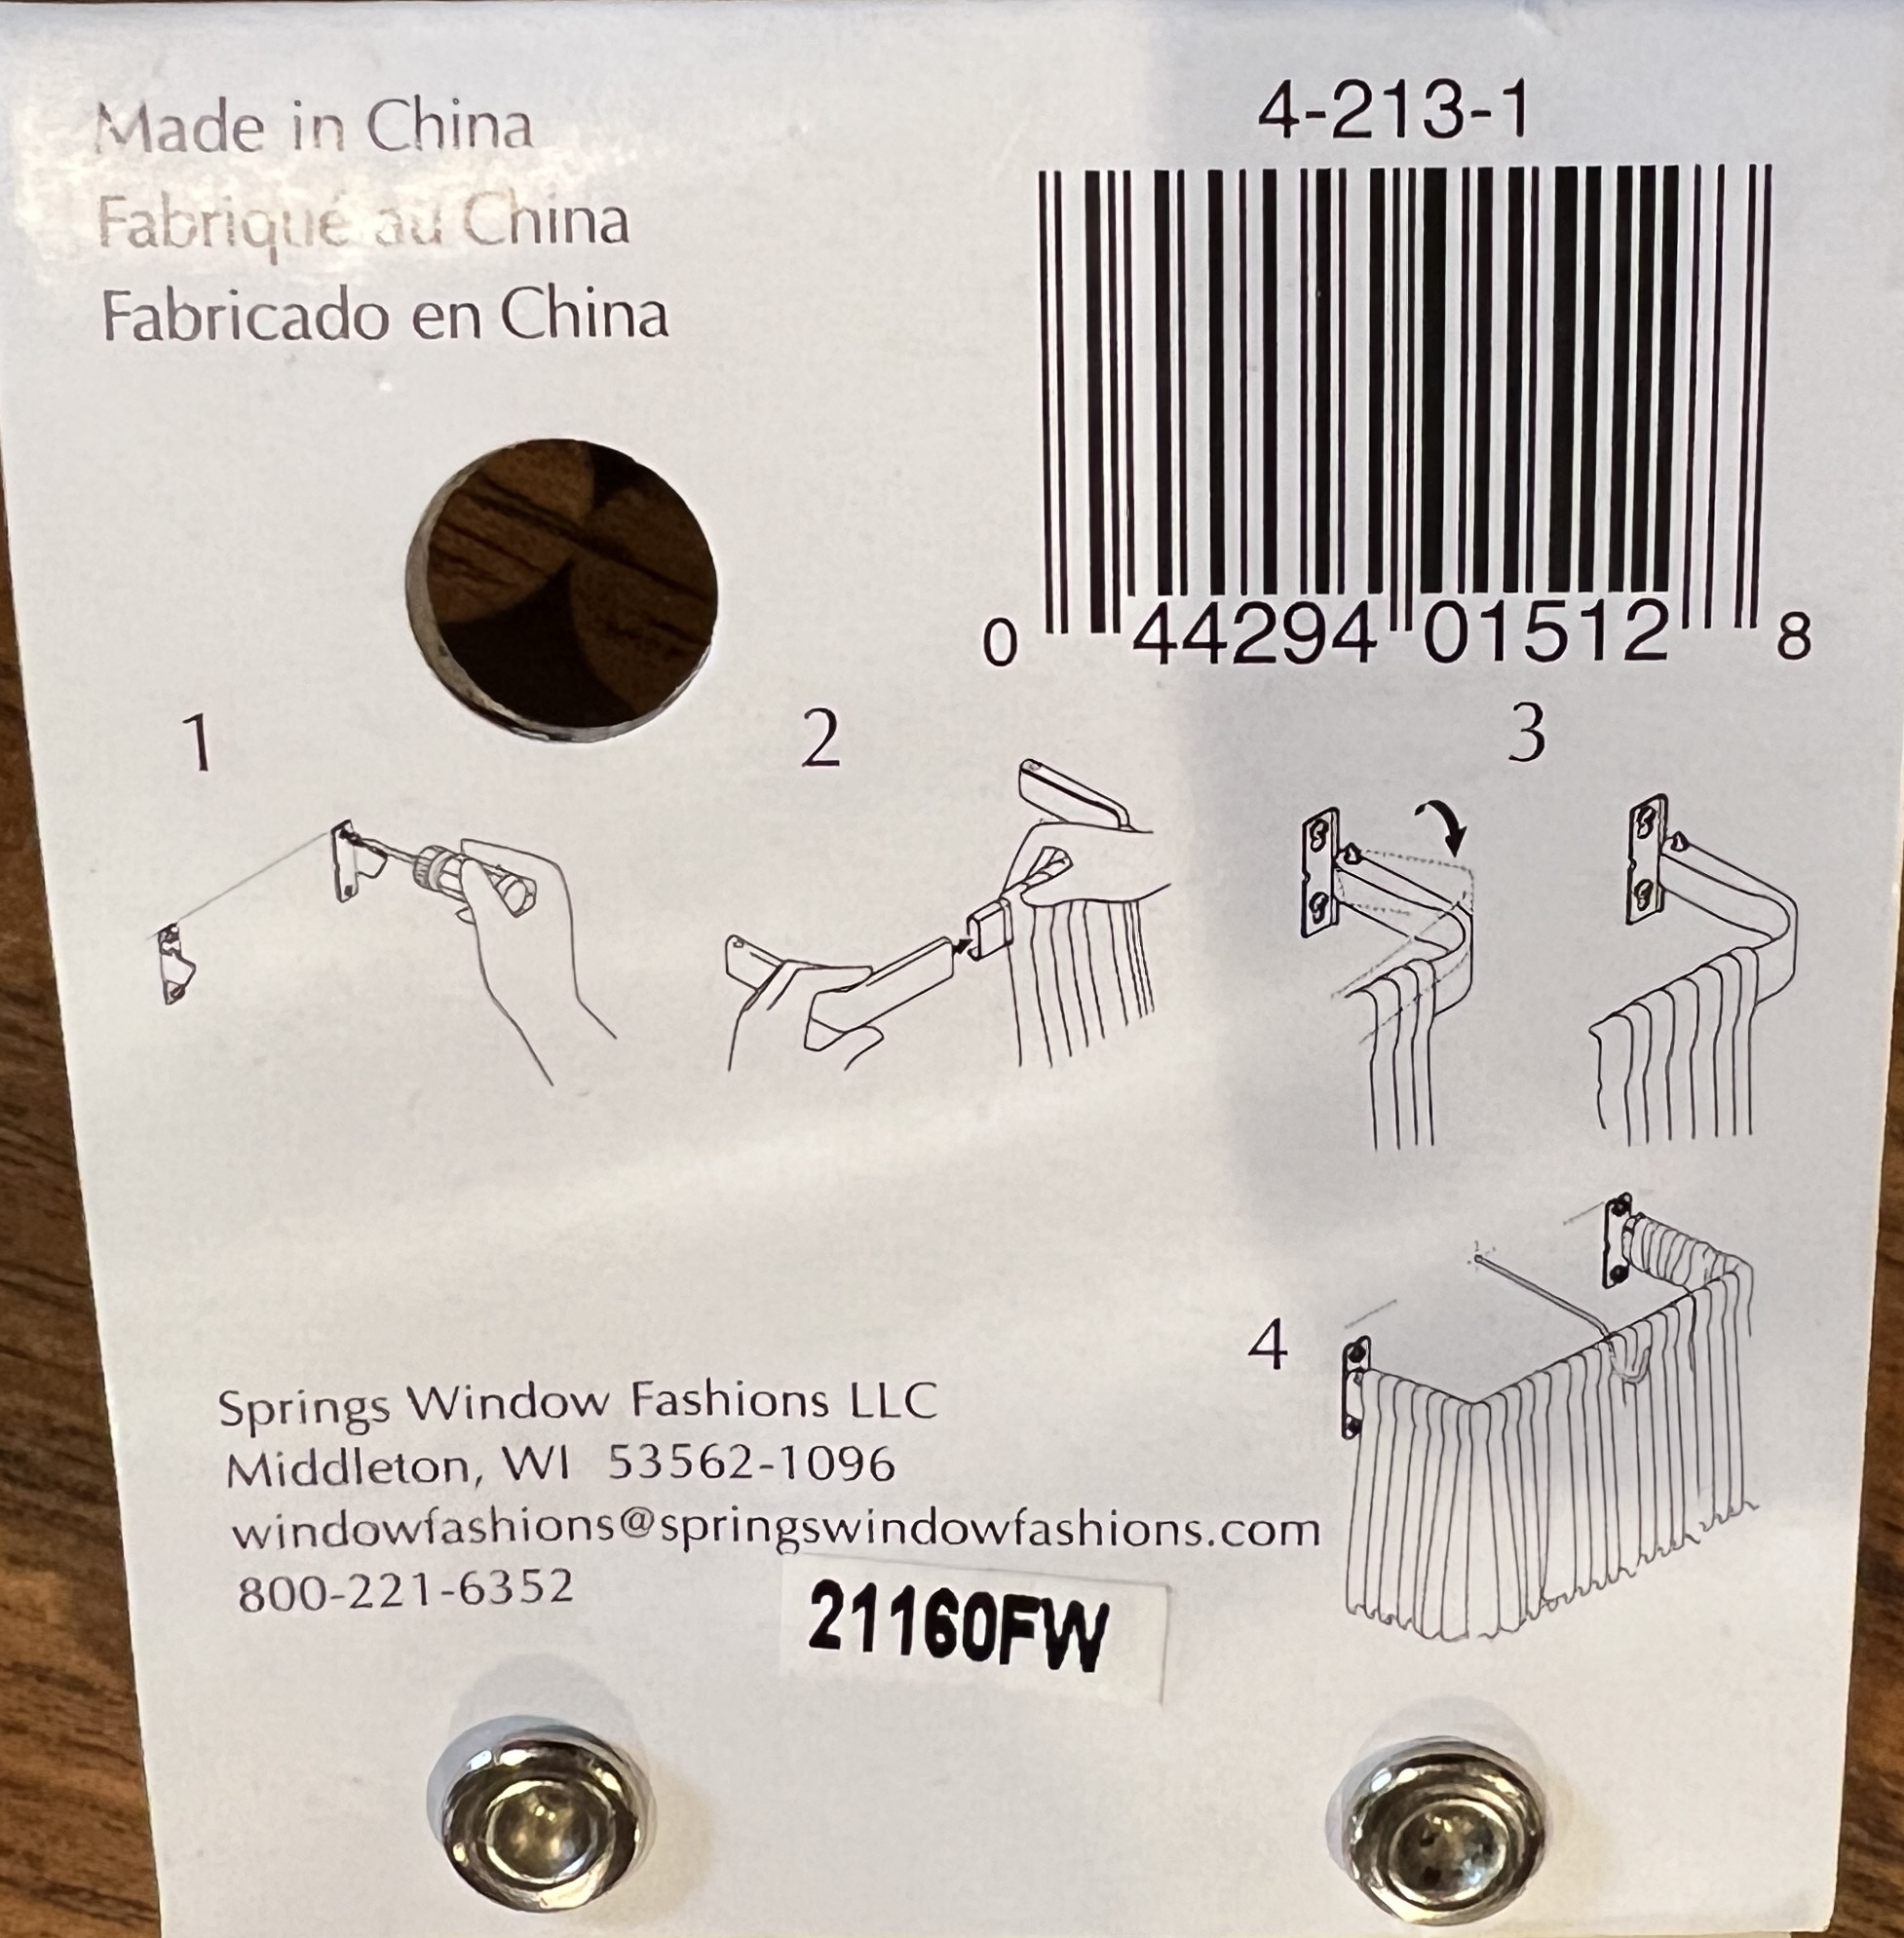 Made in China
Fabriqué au China
Fabricado en China
4-213-1
0 44294 01512 8
1
2
3
4
Springs Window Fashions LLC
Middleton, WI 53562-1096
windowfashions@springswindowfashions.com
800-221-6352
21160FW